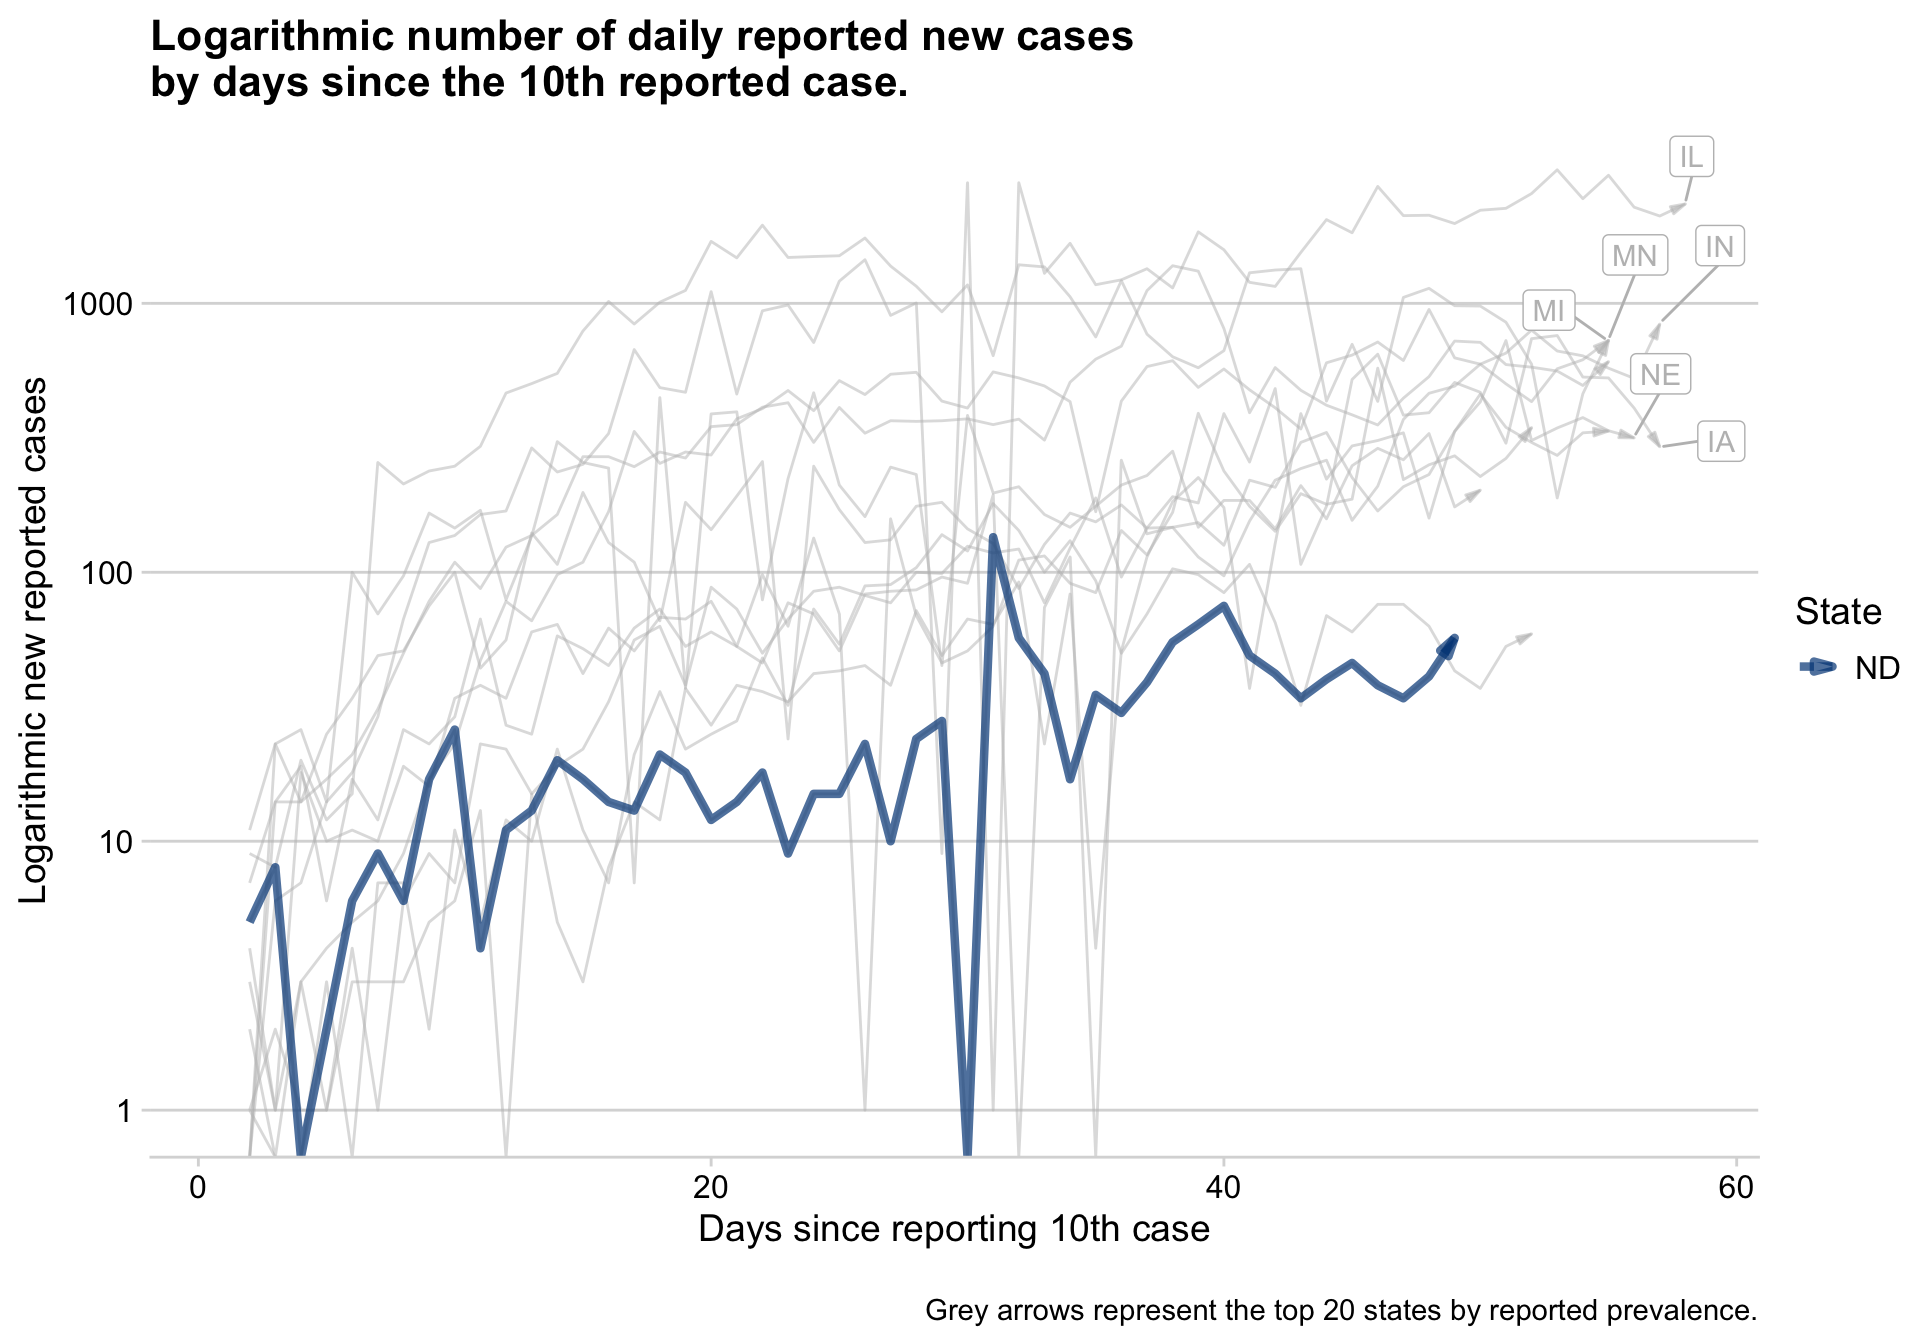 Logarithmic number of daily reported new cases
by days since the 10th reported case.
Logarithmic new reported cases
1000
100
10
1
IL
IN
MN
MI
NE
IA
State
ND
0
20
40
60
Days since reporting 10th case
Grey arrows represent the top 20 states by reported prevalence.